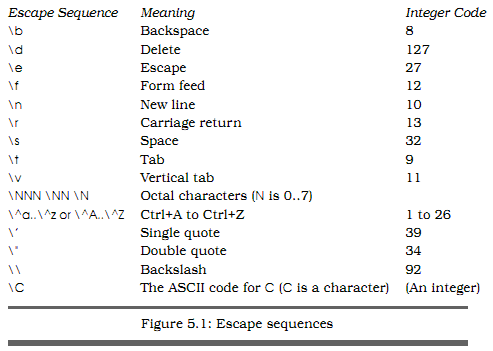 Escape Sequence Meaning Integer Code
\b Backspace 8
\d Delete 127
\e Escape 27
\f Form feed 12
\n New line 10
\r Carriage return 13
\s Space 32
\t Tab 9
\v Vertical tab 11
\NNN \NN \N Octal characters (N is 0..7)
\^a..\^z or \^A..\^Z Ctrl+A to Ctrl+Z 1 to 26
\´ Single quote 39
\" Double quote 34
\\ Backslash 92
\C The ASCII code for C (C is a character) (An integer)
Figure 5.1: Escape sequences